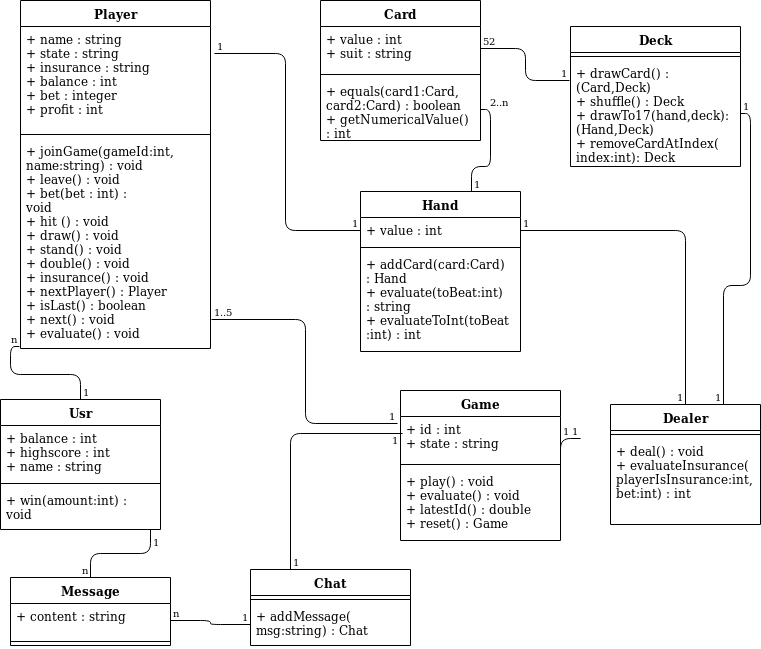 Player
+ name : string
+ state : string
+ insurance : string
+ balance : int
+ bet : integer
+ profit : int
+ joinGame(gameId:int,
name:string) : void
+ leave() : void
+ bet(bet : int) :
void
+ hit () : void
+ draw() : void
+ stand() : void
+ double() : void
+ insurance() : void
+ nextPlayer() : Player
+ isLast() : boolean
+ next() : void
+ evaluate() : void
1
1..5
n
Card
+ value : int
+ suit : string
+ equals(card1:Card,
card2:Card) : boolean
+ getNumericalValue()
: int
52
2..n
1
Deck
+ drawCard() :
(Card,Deck)
+ shuffle() : Deck
+ drawTo17(hand,deck):
(Hand,Deck)
+ removeCardAtIndex(
index:int): Deck
1
1
Hand
1
+ value : int
1
+ addCard(card:Card)
: Hand
+ evaluate(toBeat:int)
: string
+ evaluateToInt(toBeat
:int) : int
1
Usr
+ balance : int
+ highscore : int
+ name : string
+ win(amount:int) :
void
1
Game
1
+ id : int
1
+ state : string
+ play() : void
+ evaluate() : void
+ latestId() : double
+ reset() : Game
1 1
1
1
Dealer
+ deal() : void
+ evaluateInsurance(
playerIsInsurance:int,
bet:int) : int
n
Message
+ content : string
n
1
1
Chat
+ addMessage(
msg:string) : Chat